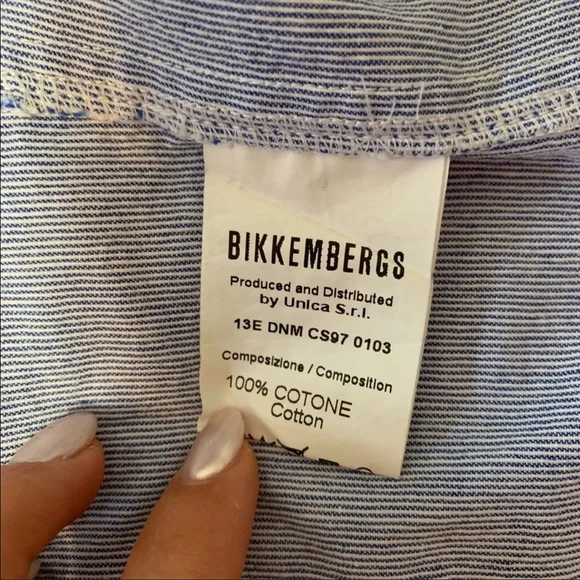 BIKKEMBERGS
Produced and Distributed
by Unica S.r.l.
13E DNM CS97 0103
Composizione / Composition
100% COTONE
Cotton